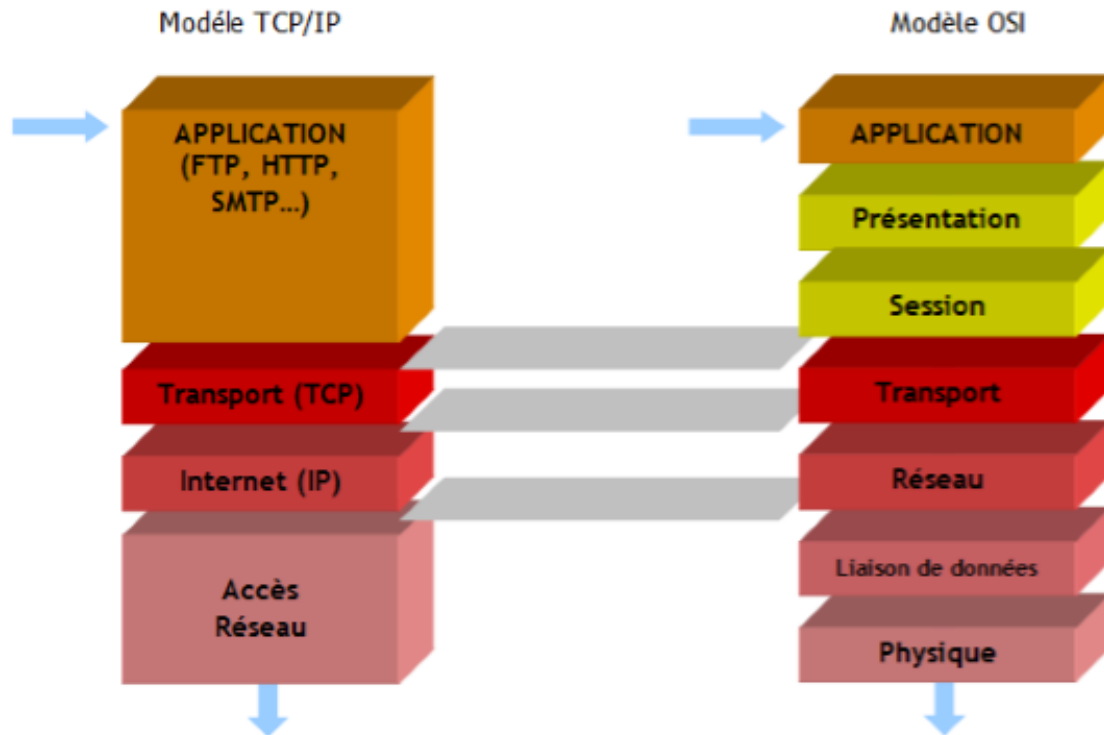 Modéle TCP/IP
Modèle OSI
APPLICATION
(FTP, HTTP,
SMTP...)
Transport (TCP)
Internet (IP)
Accès
Réseau
APPLICATION
Présentation
Session
Transport
Réseau
Liaison de données
Physique